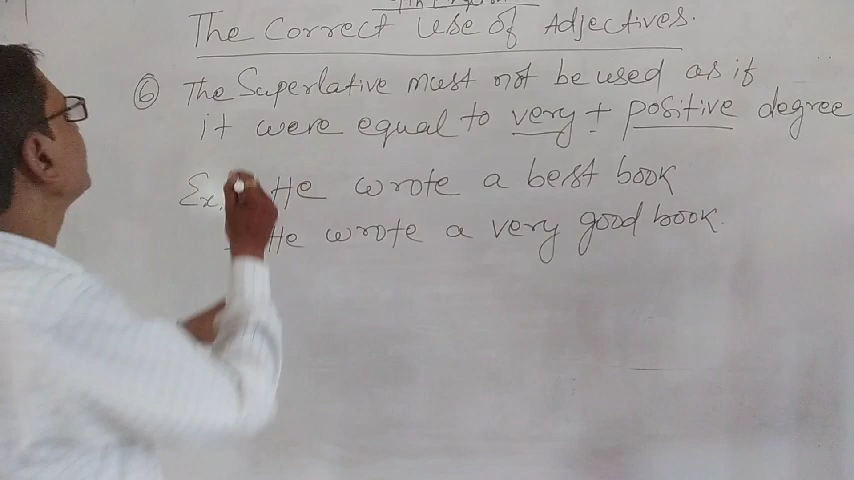 The Correct Use of Adjectives.
⑥ The Superlative must not be used as if
it were equal to very + positive degree
Ex. He wrote a best book
He wrote a very good book.